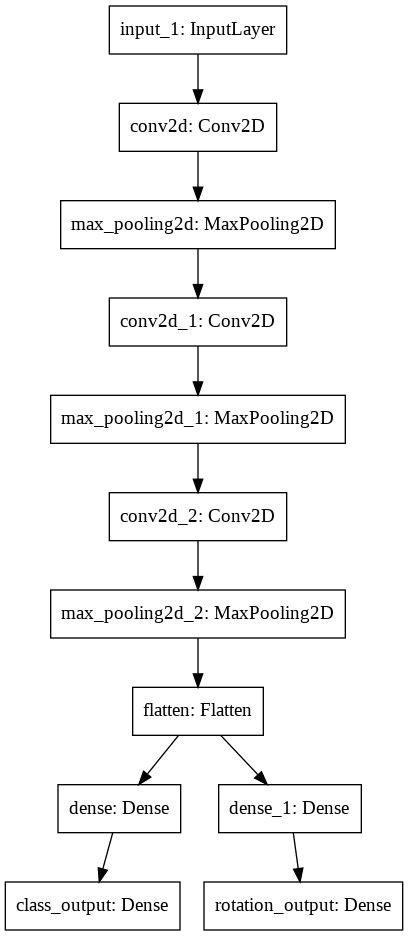 input_1: InputLayer
conv2d: Conv2D
max_pooling2d: MaxPooling2D
conv2d_1: Conv2D
max_pooling2d_1: MaxPooling2D
conv2d_2: Conv2D
max_pooling2d_2: MaxPooling2D
flatten: Flatten
dense: Dense
dense_1: Dense
class_output: Dense
rotation_output: Dense